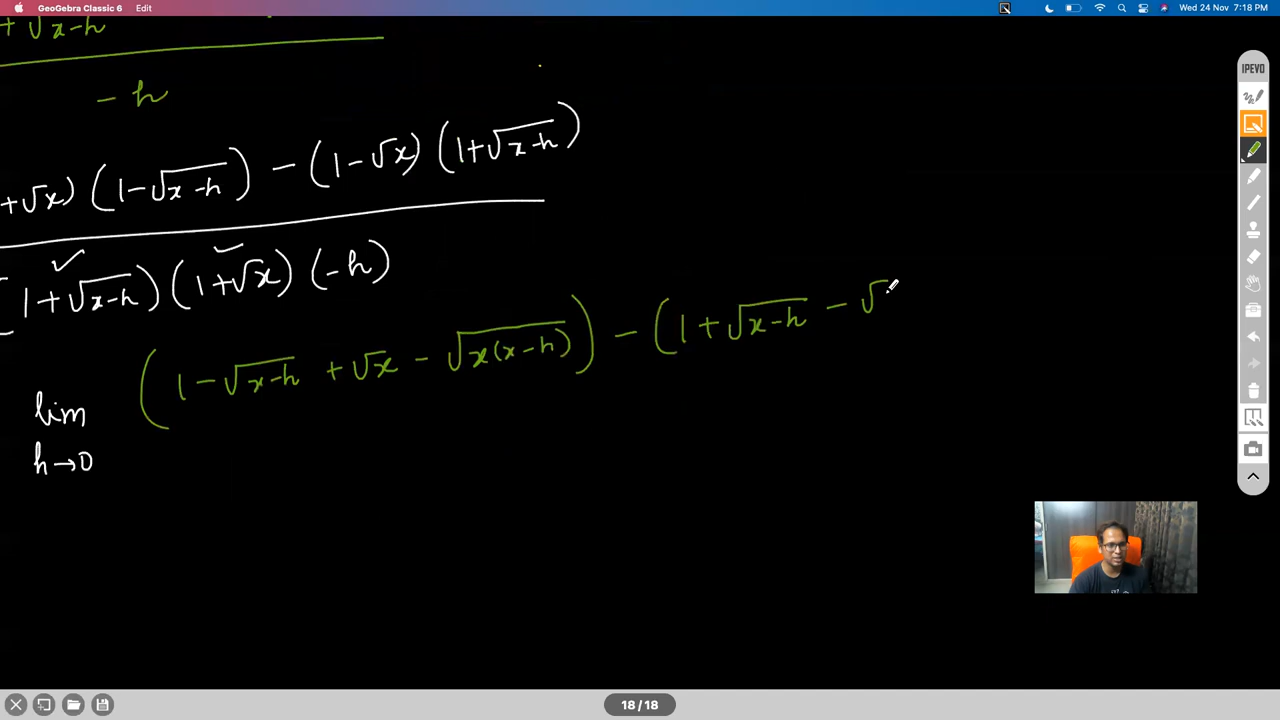 GeoGebra Classic 6 Edit Wed 24 Nov 7:18 PM
+ √x-h
- h
IPEVO
+√x) (1-√x-h) - (1-√x) (1+√x-h)
(1+√x-h) (1+√x) (-h)
(1-√x-h +√x - √x(x-h)) - (1+√x-h - √
lim
h→0
18/18